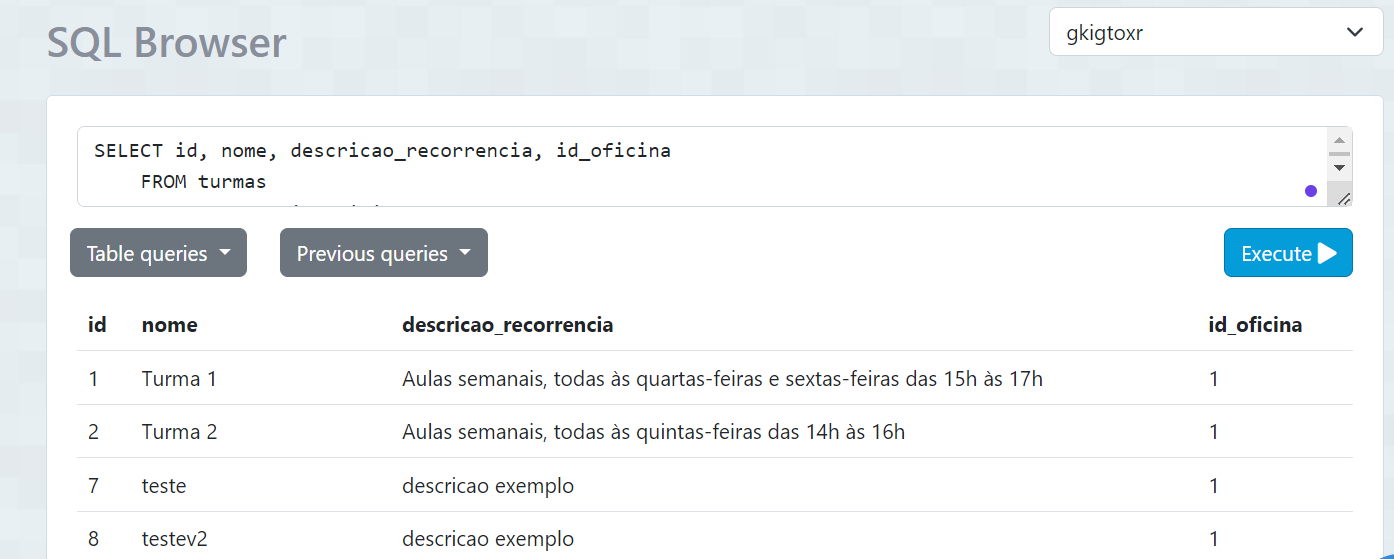 SQL Browser
gkigtoxr
SELECT id, nome, descricao_recorrencia, id_oficina
FROM turmas
Table queries
Previous queries
Execute
id nome descricao_recorrencia id_oficina
1 Turma 1 Aulas semanais, todas às quartas-feiras e sextas-feiras das 15h às 17h 1
2 Turma 2 Aulas semanais, todas às quintas-feiras das 14h às 16h 1
7 teste descricao exemplo 1
8 testev2 descricao exemplo 1